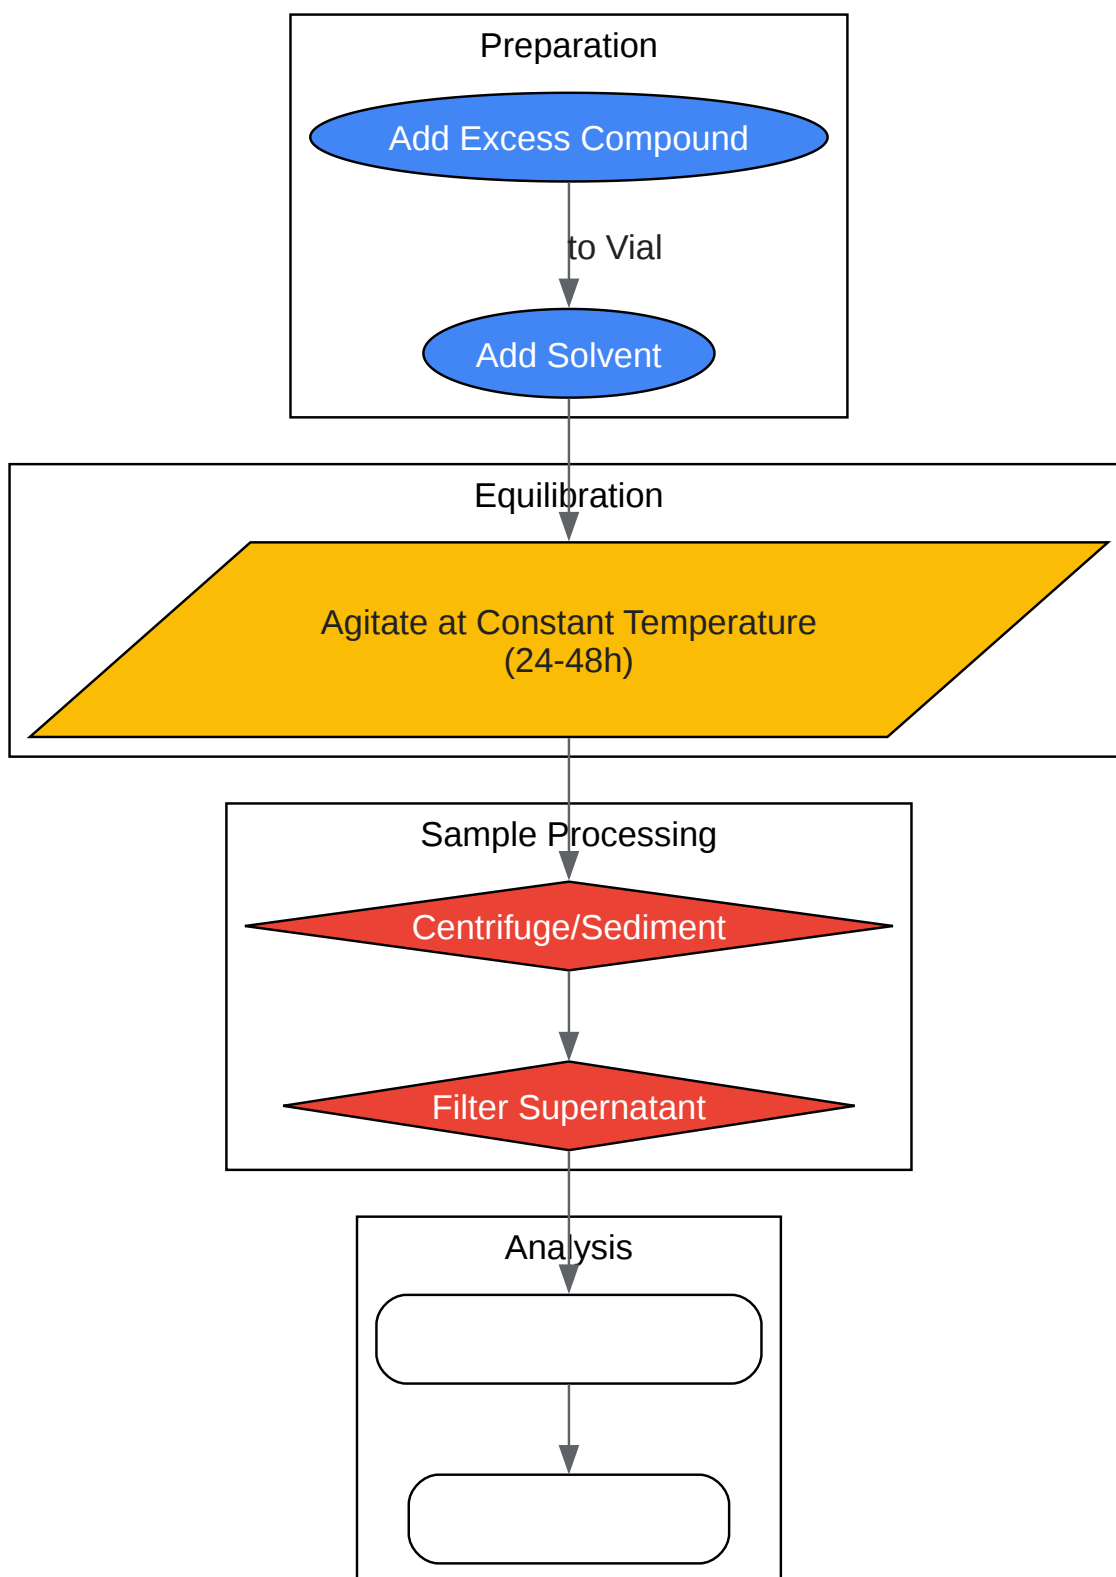 Preparation
Add Excess Compound
to Vial
Add Solvent
Equilibration
Agitate at Constant Temperature
(24-48h)
Sample Processing
Centrifuge/Sediment
Filter Supernatant
Analysis